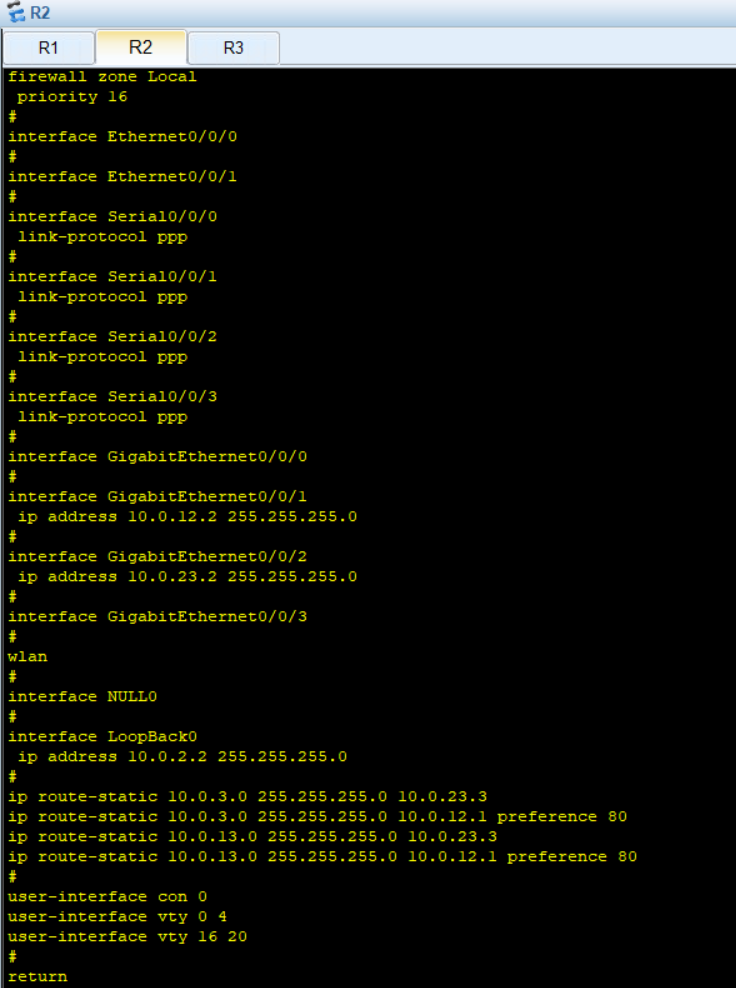 R2
R1 R2 R3
firewall zone Local
 priority 16
#
interface Ethernet0/0/0
#
interface Ethernet0/0/1
#
interface Serial0/0/0
 link-protocol ppp
#
interface Serial0/0/1
 link-protocol ppp
#
interface Serial0/0/2
 link-protocol ppp
#
interface Serial0/0/3
 link-protocol ppp
#
interface GigabitEthernet0/0/0
#
interface GigabitEthernet0/0/1
 ip address 10.0.12.2 255.255.255.0
#
interface GigabitEthernet0/0/2
 ip address 10.0.23.2 255.255.255.0
#
interface GigabitEthernet0/0/3
#
wlan
#
interface NULL0
#
interface LoopBack0
 ip address 10.0.2.2 255.255.255.0
#
ip route-static 10.0.3.0 255.255.255.0 10.0.23.3
ip route-static 10.0.3.0 255.255.255.0 10.0.12.1 preference 80
ip route-static 10.0.13.0 255.255.255.0 10.0.23.3
ip route-static 10.0.13.0 255.255.255.0 10.0.12.1 preference 80
#
user-interface con 0
user-interface vty 0 4
user-interface vty 16 20
#
return